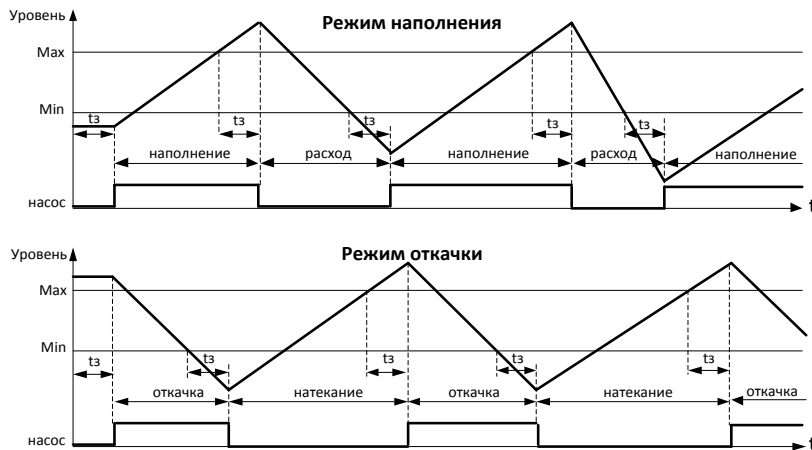 Режим наполнения
Уровень
Max
Min
tз
tз
tз
tз
tз
наполнение
расход
наполнение
расход
наполнение
насос
t
Режим откачки
Уровень
Max
Min
tз
tз
tз
tз
tз
откачка
натекание
откачка
натекание
откачка
насос
t